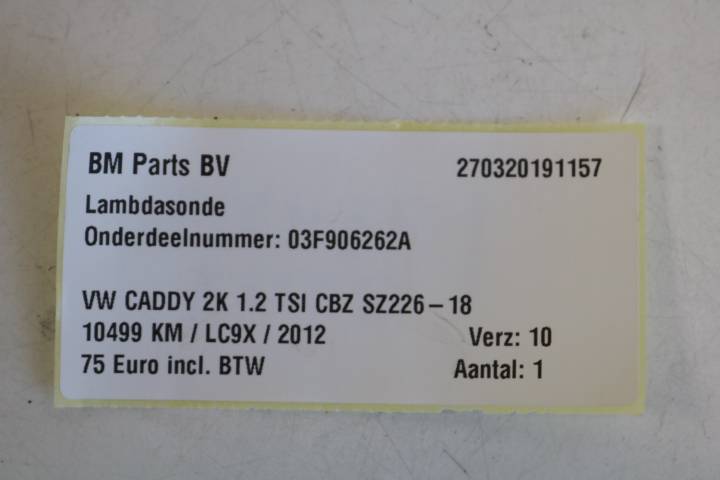 BM Parts BV 270320191157
Lambdasonde
Onderdeelnummer: 03F906262A
VW CADDY 2K 1.2 TSI CBZ SZ226-18
10499 KM / LC9X / 2012 Verz: 10
75 Euro incl. BTW Aantal: 1